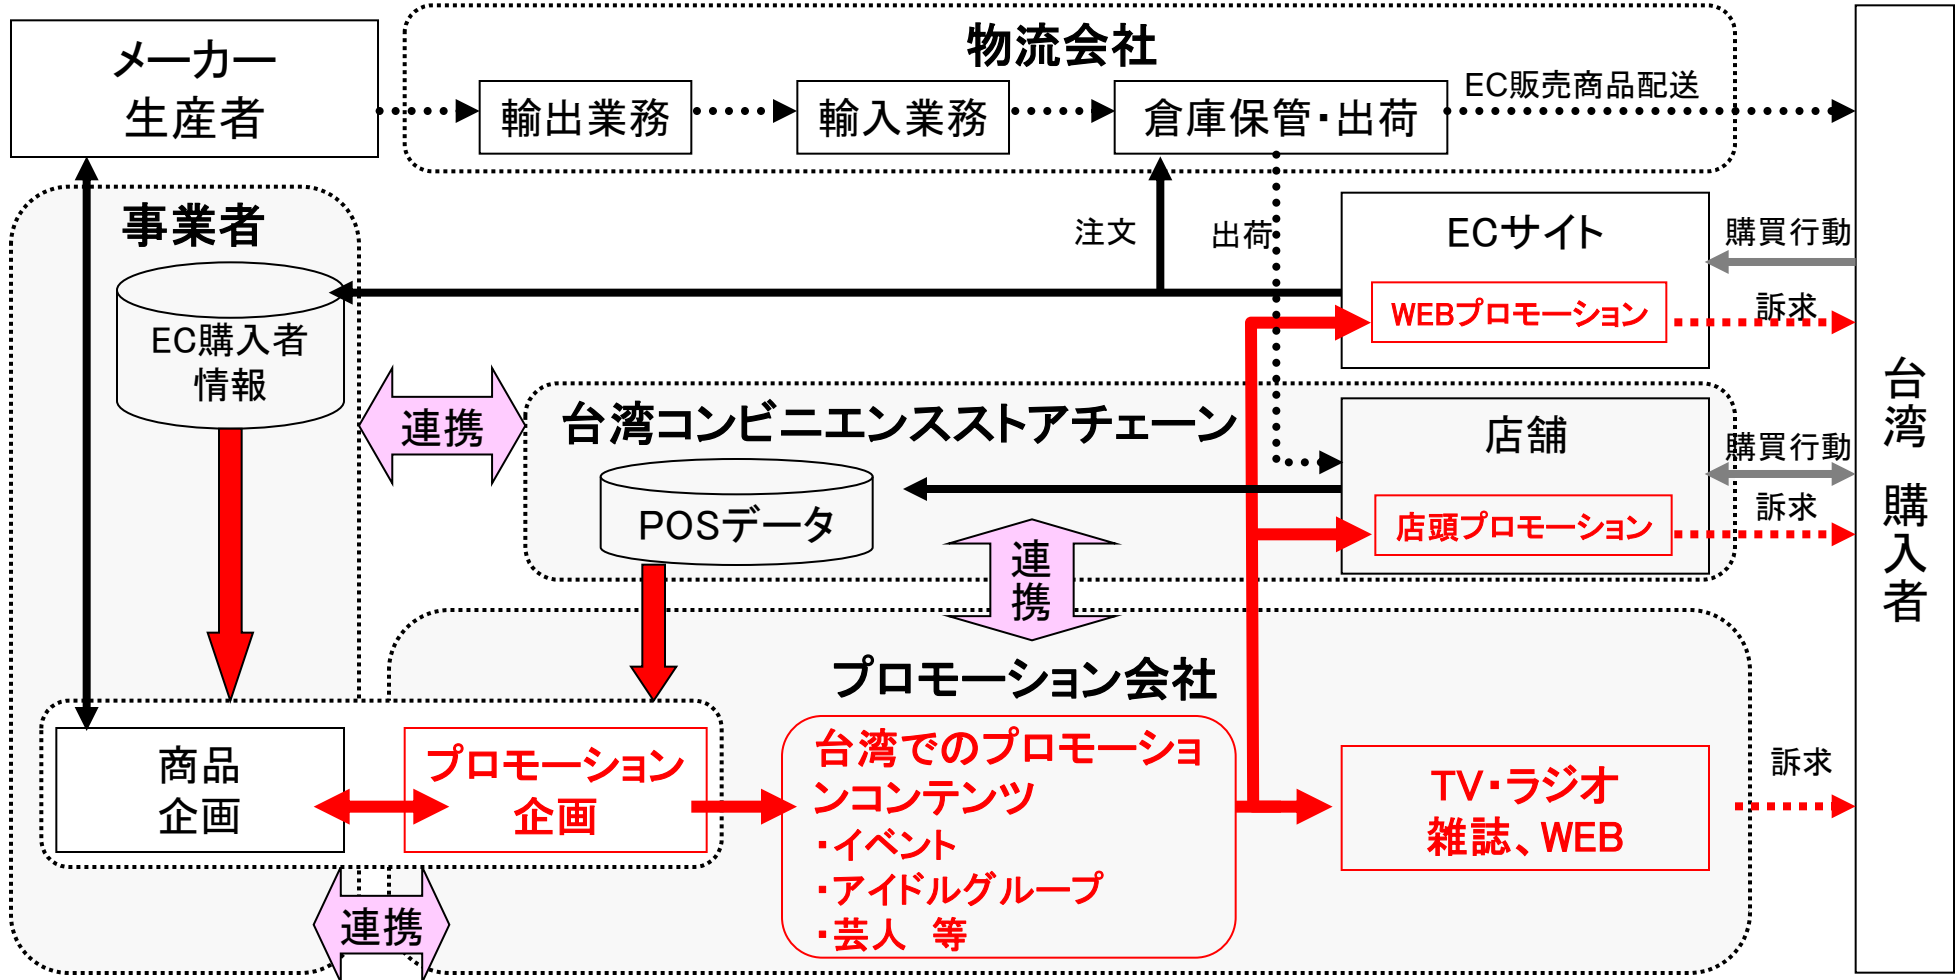 メーカー
生産者
物流会社
輸出業務
輸入業務
倉庫保管・出荷
EC販売商品配送
事業者
EC購入者
情報
注文
出荷
ECサイト
WEBプロモーション
購買行動
訴求
連携
台湾コンビニエンスストアチェーン
POSデータ
店舗
店頭プロモーション
購買行動
訴求
台湾 購入者
連携
プロモーション会社
商品
企画
プロモーション
企画
台湾でのプロモーショ
ンコンテンツ
・イベント
・アイドルグループ
・芸人 等
TV・ラジオ
雑誌、WEB
訴求
連携